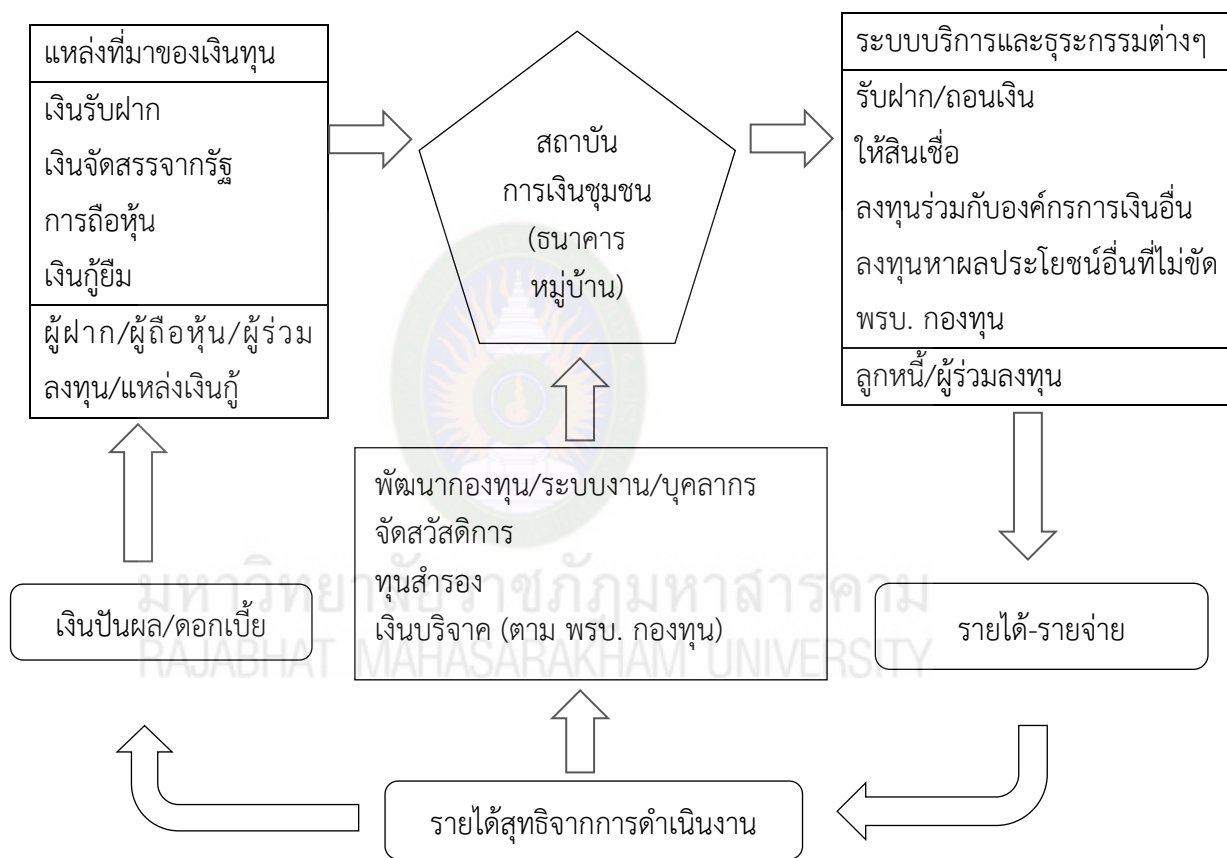 แหล่งที่มาของเงินทุน
เงินรับฝาก
เงินจัดสรรจากรัฐ
การถือหุ้น
เงินกู้ยืม
ผู้ฝาก/ผู้ถือหุ้น/ผู้ร่วม
ลงทุน/แหล่งเงินกู้
สถาบัน
การเงินชุมชน
(ธนาคาร
หมู่บ้าน)
ระบบบริการและธุระกรรมต่างๆ
รับฝาก/ถอนเงิน
ให้สินเชื่อ
ลงทุนร่วมกับองค์กรการเงินอื่น
ลงทุนหาผลประโยชน์อื่นที่ไม่ขัด
พรบ. กองทุน
ลูกหนี้/ผู้ร่วมลงทุน
พัฒนากองทุน/ระบบงาน/บุคลากร
จัดสวัสดิการ
ทุนสำรอง
เงินบริจาค (ตาม พรบ. กองทุน)
เงินปันผล/ดอกเบี้ย
รายได้-รายจ่าย
รายได้สุทธิจากการดำเนินงาน
มหาวิทยาลัยราชภัฏมหาสารคาม
RAJABHAT MAHASARAKHAM UNIVERSITY